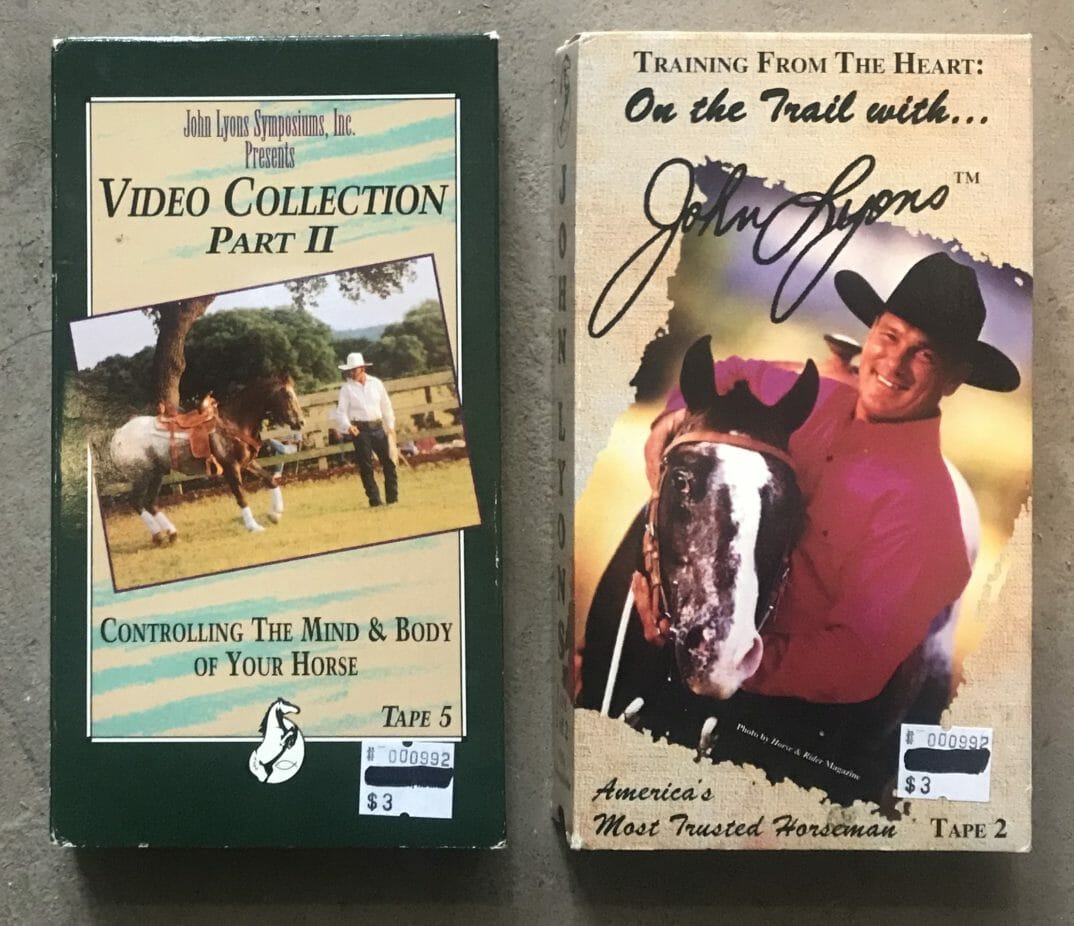 John Lyons Symposiums, Inc.
Presents
VIDEO COLLECTION
PART II
CONTROLLING THE MIND & BODY
OF YOUR HORSE
TAPE 5
# 000992
$3
JOHN LYONS
TRAINING FROM THE HEART:
On the Trail with...
John Lyons™
Photo by Horse & Rider Magazine
America's
Most Trusted Horseman
TAPE 2
# 000992
$3